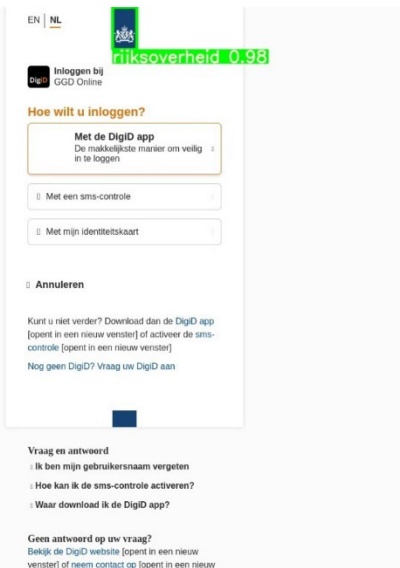 EN | NL
rijksoverheid 0.98
DigiD
Inloggen bij
GGD Online
Hoe wilt u inloggen?
Met de DigiD app
De makkelijkste manier om veilig
in te loggen
Met een sms-controle
Met mijn identiteitskaart
Annuleren
Kunt u niet verder? Download dan de DigiD app
[opent in een nieuw venster] of activeer de sms-
controle [opent in een nieuw venster]
Nog geen DigiD? Vraag uw DigiD aan
Vraag en antwoord
Ik ben mijn gebruikersnaam vergeten
Hoe kan ik de sms-controle activeren?
Waar download ik de DigiD app?
Geen antwoord op uw vraag?
Bekijk de DigiD website [opent in een nieuw
venster] of neem contact op [opent in een nieuw